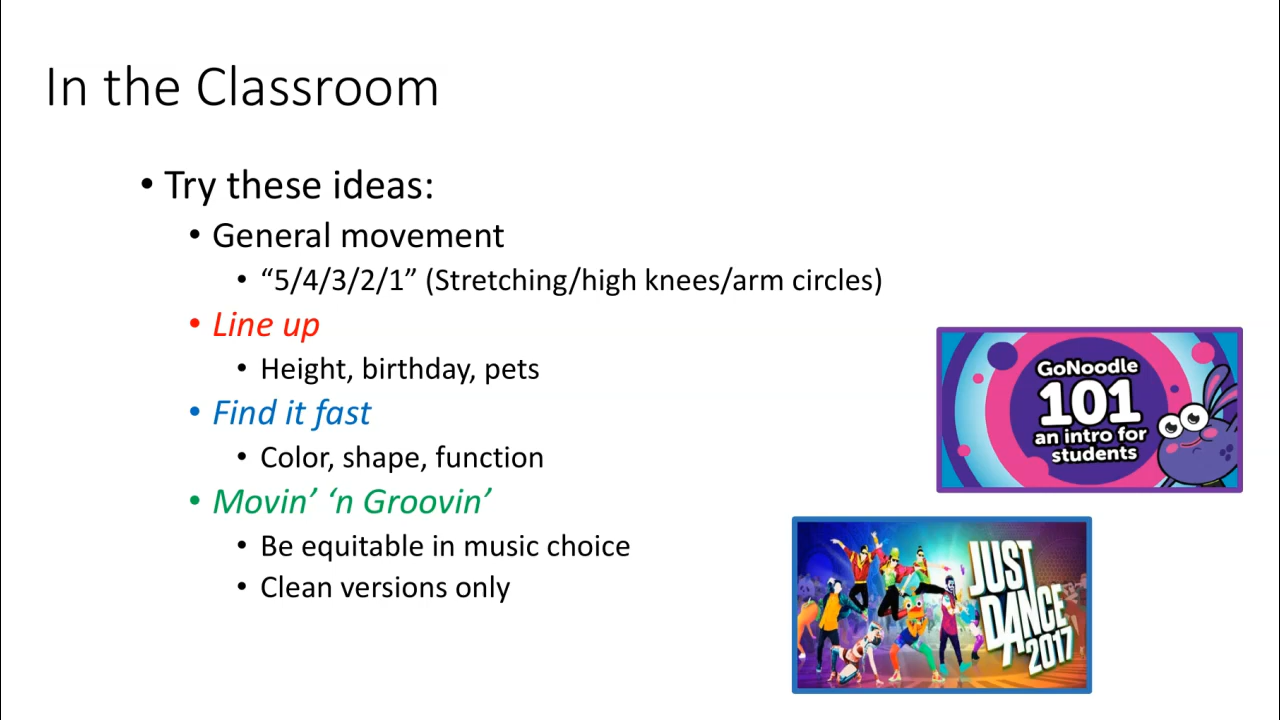 In the Classroom
• Try these ideas:
• General movement
• “5/4/3/2/1” (Stretching/high knees/arm circles)
• Line up
• Height, birthday, pets
• Find it fast
• Color, shape, function
• Movin’ ‘n Groovin’
• Be equitable in music choice
• Clean versions only
GoNoodle
101
an intro for
students
JUST
DANCE
2017